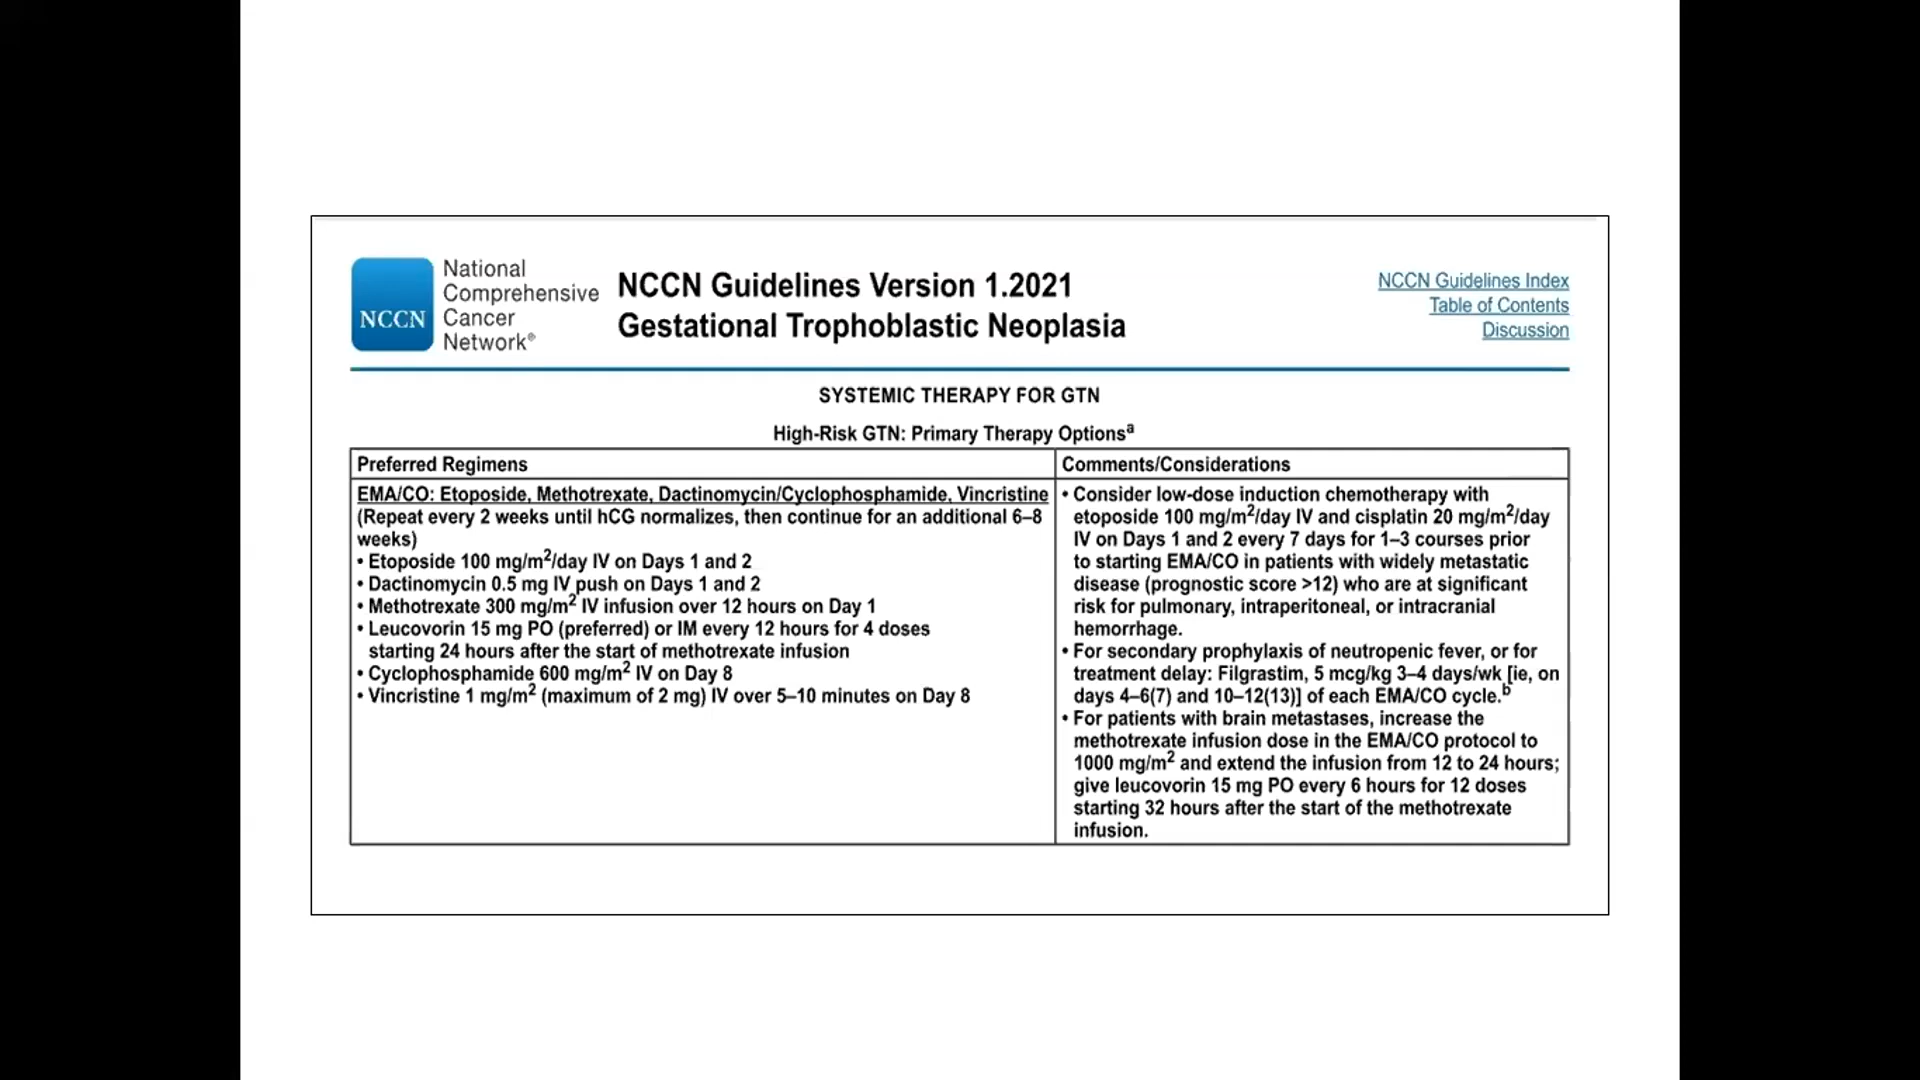 National
Comprehensive
Cancer
Network®
NCCN
NCCN Guidelines Version 1.2021
Gestational Trophoblastic Neoplasia
NCCN Guidelines Index
Table of Contents
Discussion
SYSTEMIC THERAPY FOR GTN
High-Risk GTN: Primary Therapy Optionsᵃ
Preferred Regimens
EMA/CO: Etoposide, Methotrexate, Dactinomycin/Cyclophosphamide, Vincristine
(Repeat every 2 weeks until hCG normalizes, then continue for an additional 6–8
weeks)
• Etoposide 100 mg/m²/day IV on Days 1 and 2
• Dactinomycin 0.5 mg IV push on Days 1 and 2
• Methotrexate 300 mg/m² IV infusion over 12 hours on Day 1
• Leucovorin 15 mg PO (preferred) or IM every 12 hours for 4 doses
starting 24 hours after the start of methotrexate infusion
• Cyclophosphamide 600 mg/m² IV on Day 8
• Vincristine 1 mg/m² (maximum of 2 mg) IV over 5–10 minutes on Day 8
Comments/Considerations
• Consider low-dose induction chemotherapy with
etoposide 100 mg/m²/day IV and cisplatin 20 mg/m²/day
IV on Days 1 and 2 every 7 days for 1–3 courses prior
to starting EMA/CO in patients with widely metastatic
disease (prognostic score >12) who are at significant
risk for pulmonary, intraperitoneal, or intracranial
hemorrhage.
• For secondary prophylaxis of neutropenic fever, or for
treatment delay: Filgrastim, 5 mcg/kg 3–4 days/wk [ie, on
days 4–6(7) and 10–12(13)] of each EMA/CO cycle.ᵇ
• For patients with brain metastases, increase the
methotrexate infusion dose in the EMA/CO protocol to
1000 mg/m² and extend the infusion from 12 to 24 hours;
give leucovorin 15 mg PO every 6 hours for 12 doses
starting 32 hours after the start of the methotrexate
infusion.